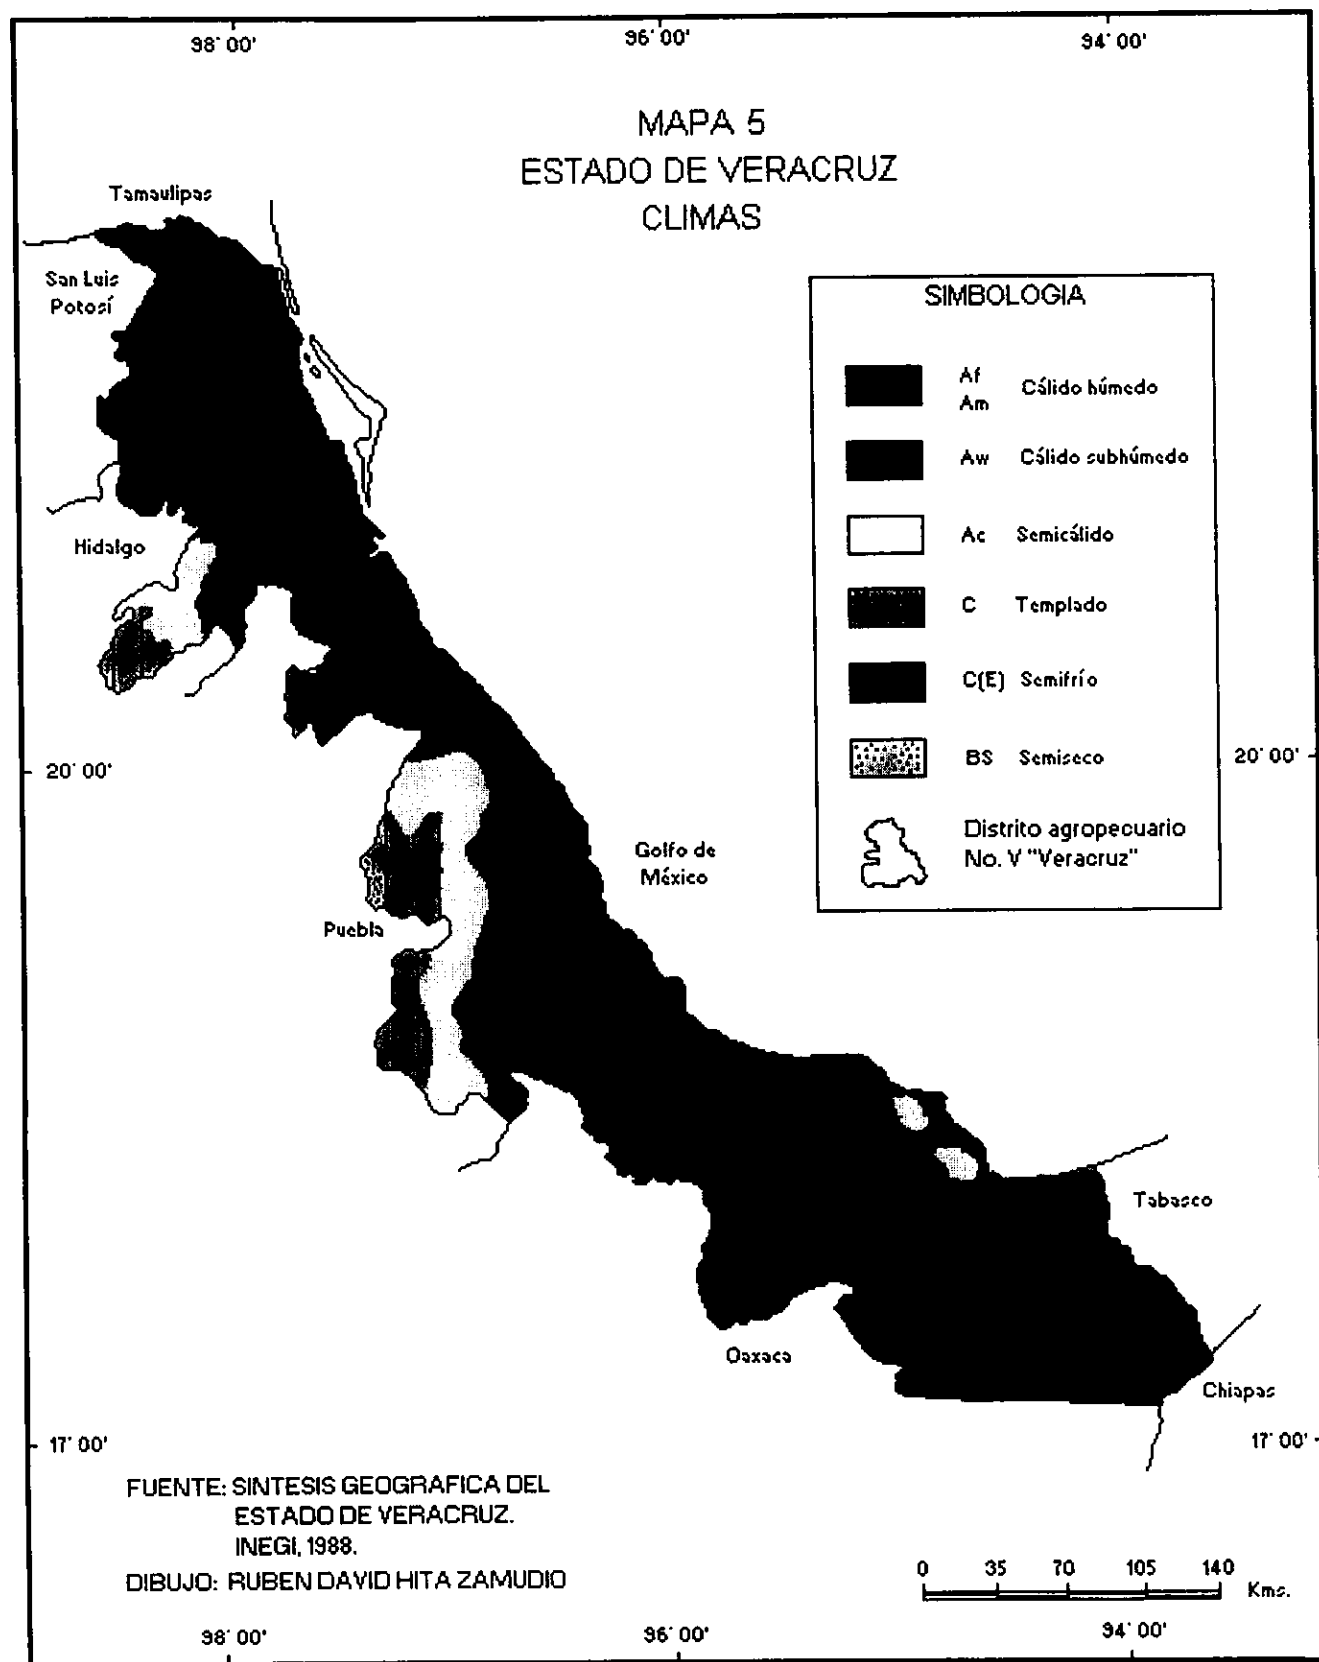 98° 00'
96° 00'
94° 00'
MAPA 5
ESTADO DE VERACRUZ
CLIMAS
Tamaulipas
San Luis
Potosí
Hidalgo
SIMBOLOGIA
Af
Am
Cálido húmedo
Aw Cálido subhúmedo
Ac Semicálido
C Templado
C(E) Semifrío
BS Semiseco
Distrito agropecuario
No. V "Veracruz"
20° 00'
20° 00'
Golfo de
México
Puebla
Tabasco
Oaxaca
Chiapas
17° 00'
17° 00'
FUENTE: SINTESIS GEOGRAFICA DEL
ESTADO DE VERACRUZ.
INEGI, 1988.
DIBUJO: RUBEN DAVID HITA ZAMUDIO
0 35 70 105 140
Kms.
98° 00'
96° 00'
94° 00'